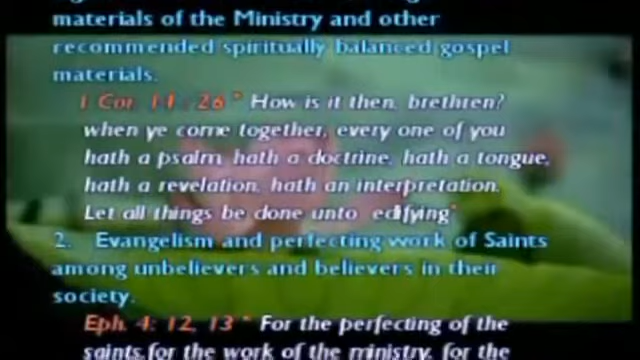 materials of the Ministry and other
recommended spiritually balanced gospel
materials.
1 Cor. 14 : 26 " How is it then, brethren?
when ye come together, every one of you
hath a psalm, hath a doctrine, hath a tongue,
hath a revelation, hath an interpretation.
Let all things be done unto edifying"
2. Evangelism and perfecting work of Saints
among unbelievers and believers in their
society.
Eph. 4: 12, 13 " For the perfecting of the
saints, for the work of the ministry, for the